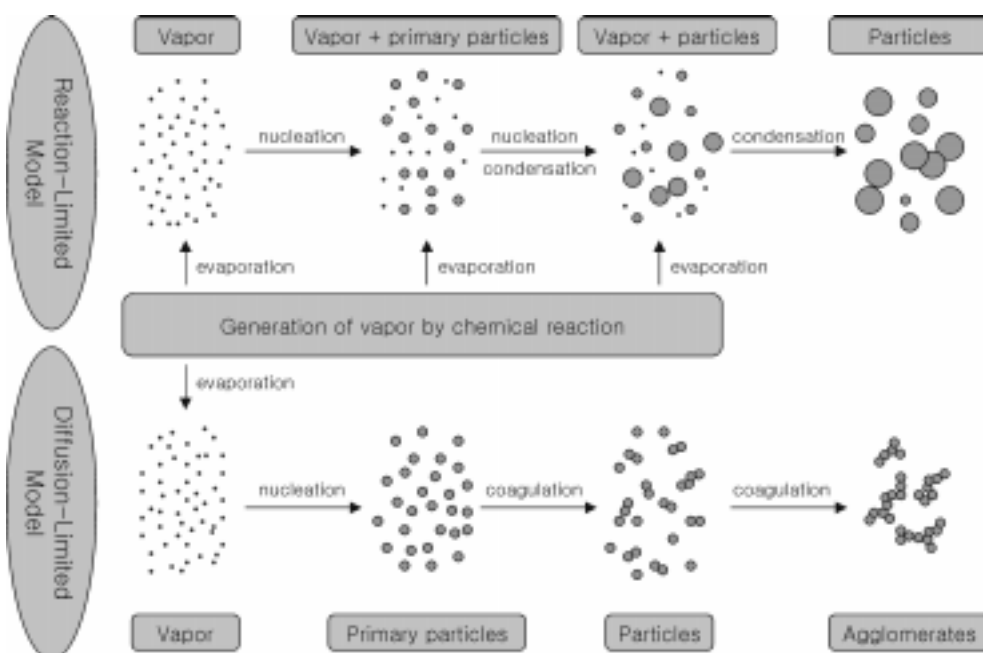 Reaction-Limited
Model
Vapor
Vapor + primary particles
Vapor + particles
Particles
nucleation
nucleation
condensation
condensation
evaporation
evaporation
evaporation
Generation of vapor by chemical reaction
Diffusion-Limited
Model
evaporation
nucleation
coagulation
coagulation
Vapor
Primary particles
Particles
Agglomerates